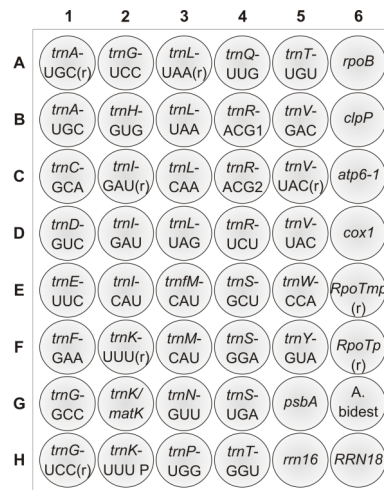 1 2 3 4 5 6
A trnA-UGC(r) trnG-UCC trnL-UAA(r) trnQ-UUG trnT-UGU rpoB
B trnA-UGC trnH-GUG trnL-UAA trnR-ACG1 trnV-GAC clpP
C trnC-GCA trnI-GAU(r) trnL-CAA trnR-ACG2 trnV-UAC(r) atp6-1
D trnD-GUC trnI-GAU trnL-UAG trnR-UCU trnV-UAC cox1
E trnE-UUC trnI-CAU trnfM-CAU trnS-GCU trnW-CCA RpoTmp (r)
F trnF-GAA trnK-UUU(r) trnM-CAU trnS-GGA trnY-GUA RpoTp (r)
G trnG-GCC trnK/matK trnN-GUU trnS-UGA psbA A. bidest
H trnG-UCC(r) trnK-UUU P trnP-UGG trnT-GGU rrn16 RRN18